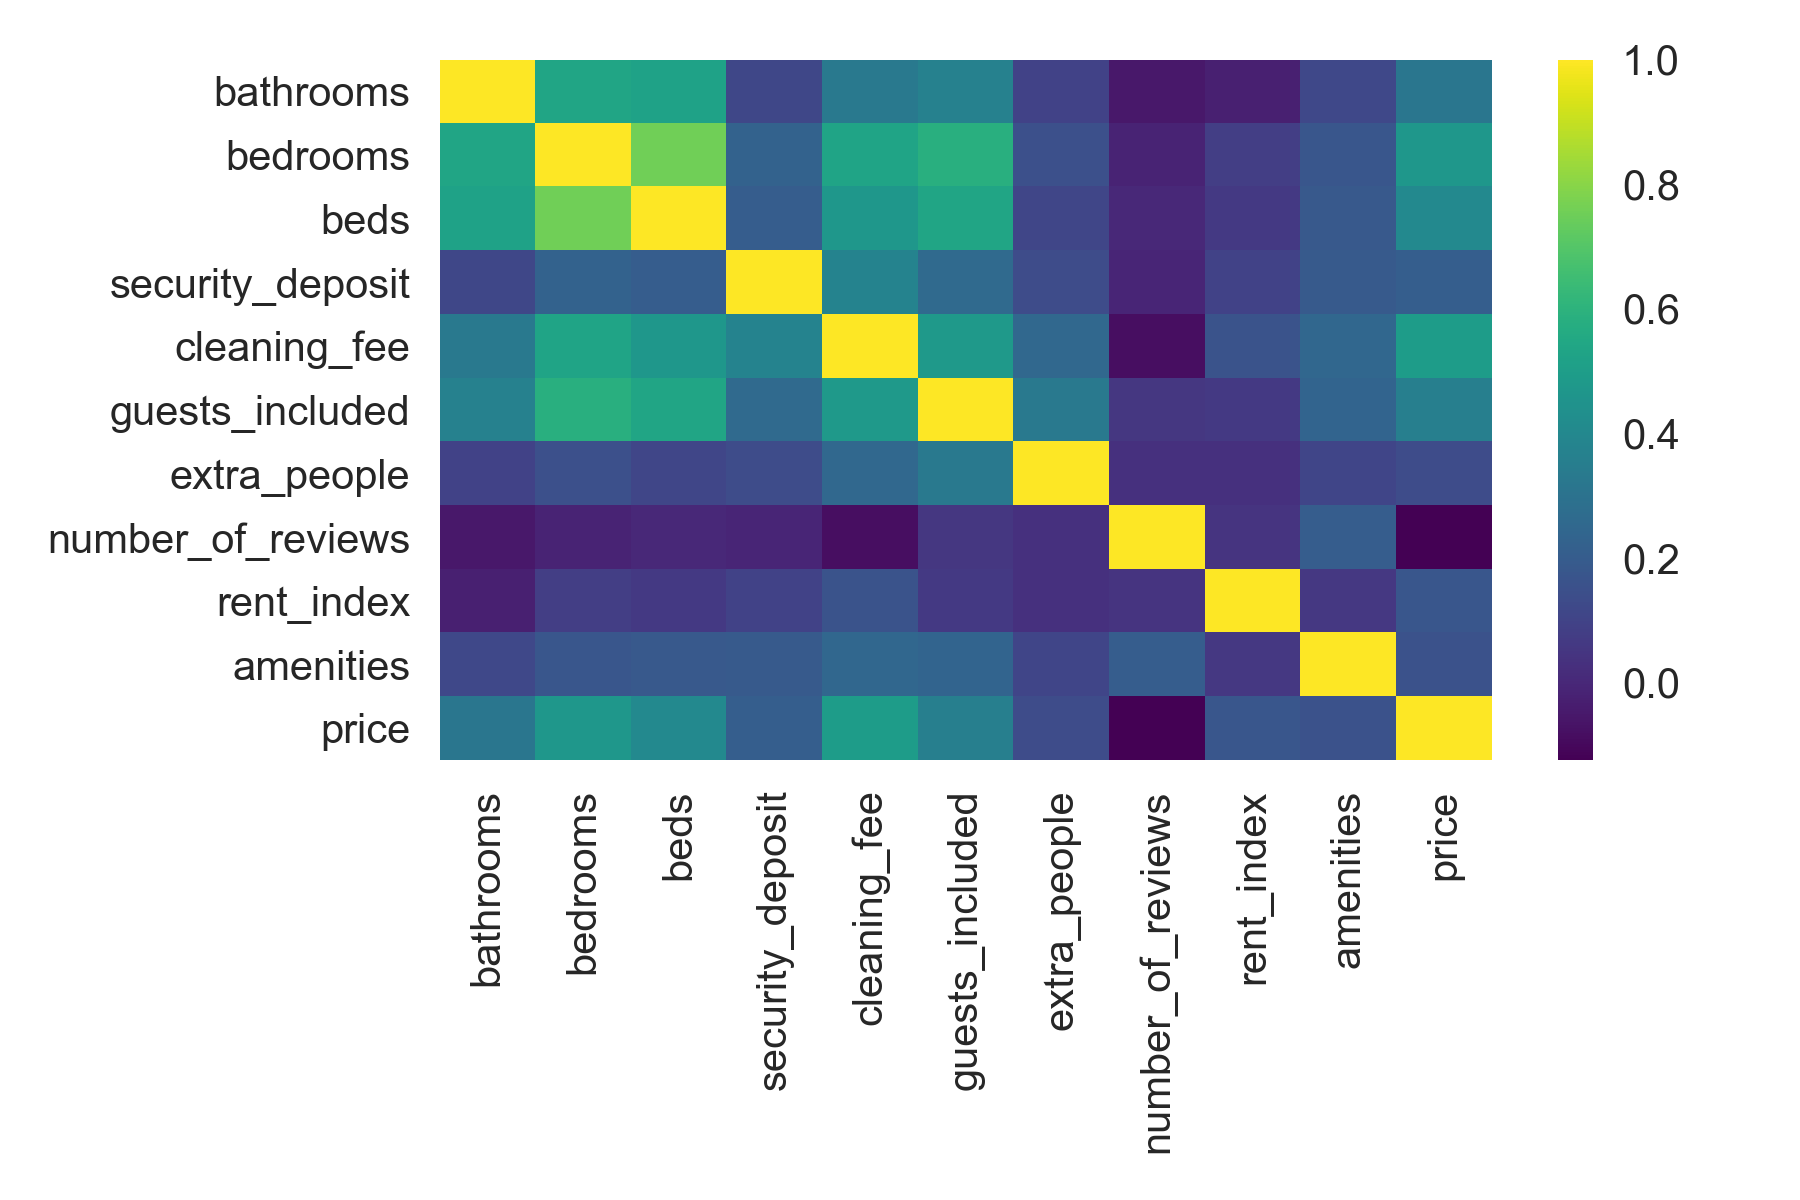 bathrooms
bedrooms
beds
security_deposit
cleaning_fee
guests_included
extra_people
number_of_reviews
rent_index
amenities
price
1.0
0.8
0.6
0.4
0.2
0.0
bathrooms
bedrooms
beds
security_deposit
cleaning_fee
guests_included
extra_people
number_of_reviews
rent_index
amenities
price